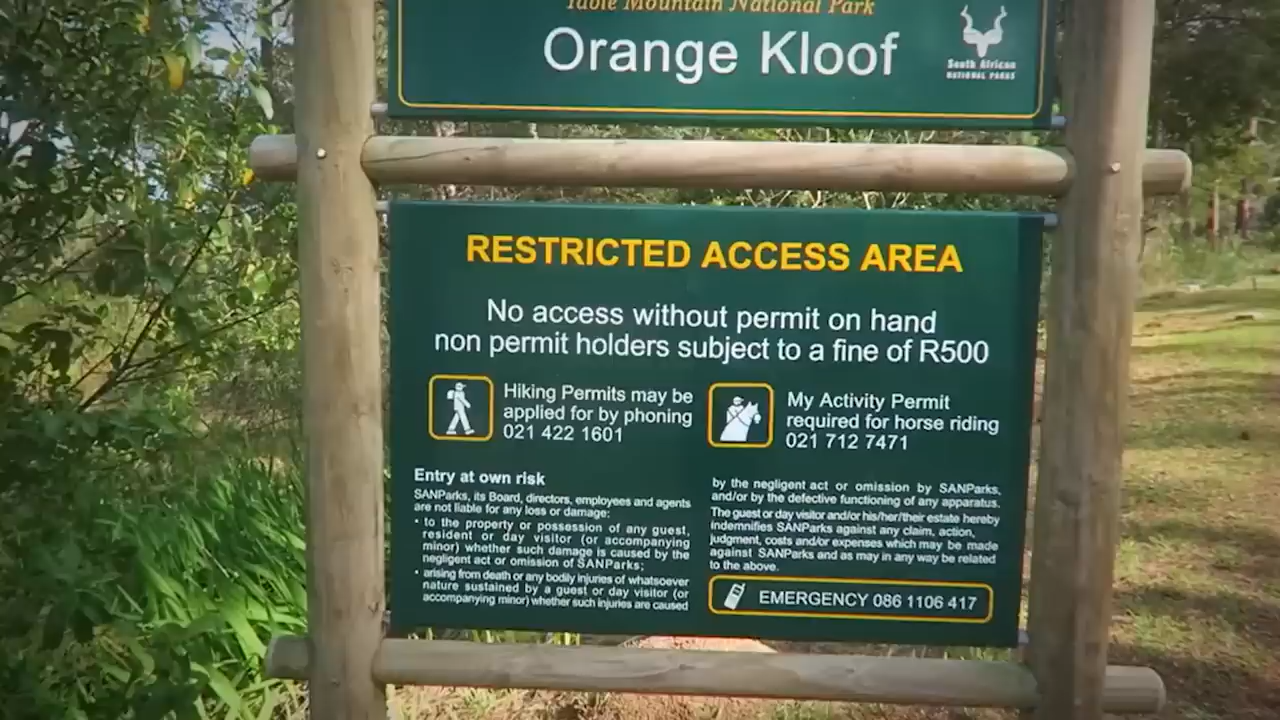 Table Mountain National Park
Orange Kloof
South African
NATIONAL PARKS
RESTRICTED ACCESS AREA
No access without permit on hand
non permit holders subject to a fine of R500
Hiking Permits may be
applied for by phoning
021 422 1601
My Activity Permit
required for horse riding
021 712 7471
Entry at own risk
SANParks, its Board, directors, employees and agents
are not liable for any loss or damage:
• to the property or possession of any guest,
resident or day visitor (or accompanying
minor) whether such damage is caused by the
negligent act or omission of SANParks;
• arising from death or any bodily injuries of whatsoever
nature sustained by a guest or day visitor (or
accompanying minor) whether such injuries are caused
by the negligent act or omission by SANParks,
and/or by the defective functioning of any apparatus.
The guest or day visitor and/or his/her/their estate hereby
indemnifies SANParks against any claim, action,
judgment, costs and/or expenses which may be made
against SANParks and as may in any way be related
to the above.
EMERGENCY 086 1106 417